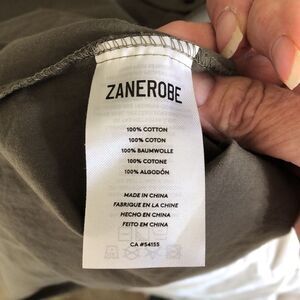 ZANEROBE
100% COTTON
100% COTON
100% BAUMWOLLE
100% COTONE
100% ALGODÓN
MADE IN CHINA
FABRIQUE EN LA CHINE
HECHO EN CHINA
FEITO EM CHINA
CA #54155